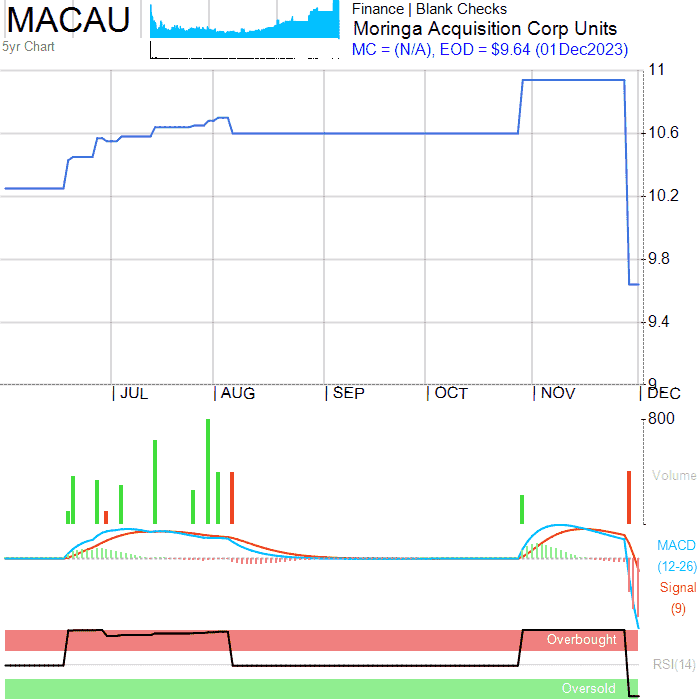 MACAU
5yr Chart
Finance | Blank Checks
Moringa Acquisition Corp Units
MC = (N/A), EOD = $9.64 (01Dec2023)
11
10.6
10.2
9.8
9.4
9
| JUL | AUG | SEP | OCT | NOV | DEC
800
Volume
MACD
(12-26)
Signal
(9)
Overbought
RSI(14)
Oversold